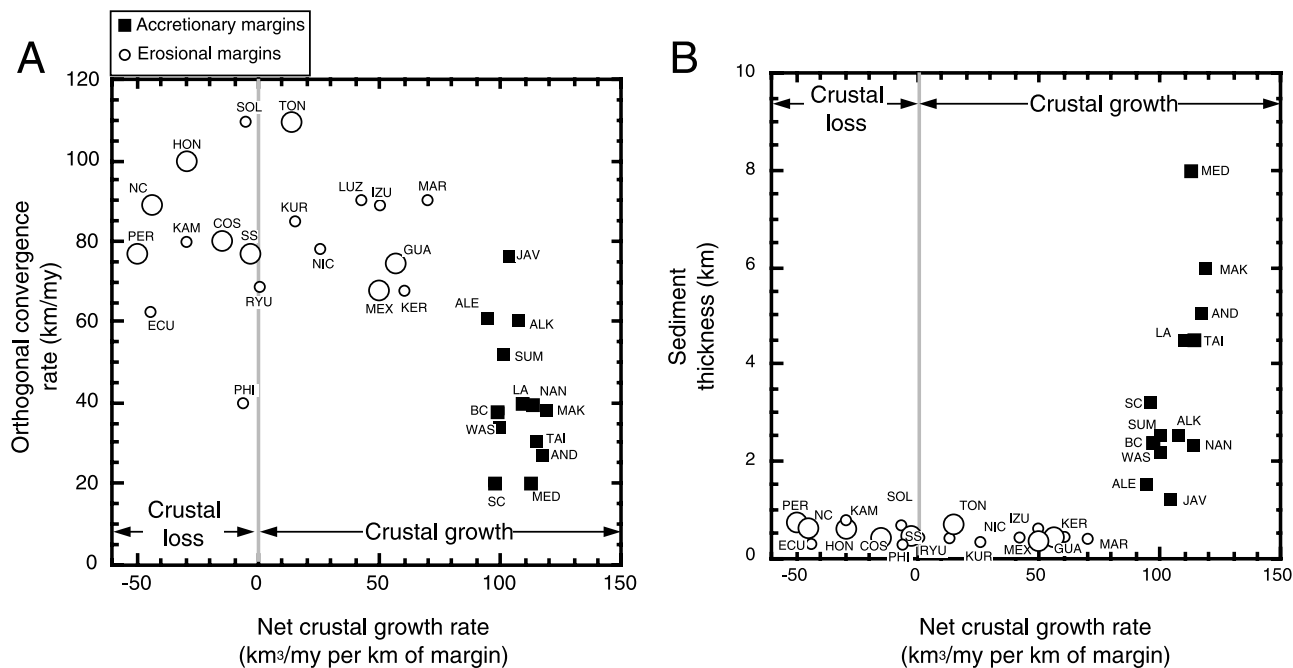 Accretionary margins
Erosional margins
A
120
100
80
60
40
20
0
Orthogonal convergence
rate (km/my)
SOL
TON
HON
NC
LUZ
IZU
MAR
KUR
KAM
COS
SS
PER
NIC
GUA
JAV
RYU
MEX
KER
ECU
ALE
ALK
SUM
PHI
LA
NAN
BC
MAK
WAS
TAI
AND
SC
MED
Crustal
loss
Crustal growth
-50
0
50
100
150
Net crustal growth rate
(km3/my per km of margin)
B
10
8
6
4
2
0
Sediment
thickness (km)
Crustal
loss
Crustal growth
MED
MAK
AND
LA
TAI
SC
SUM
ALK
BC
NAN
WAS
ALE
JAV
SOL
PER
NC
KAM
TON
IZU
NIC
KER
SS
ECU
HON
COS
PHI
RYU
KUR
MEX
GUA
MAR
-50
0
50
100
150
Net crustal growth rate
(km3/my per km of margin)